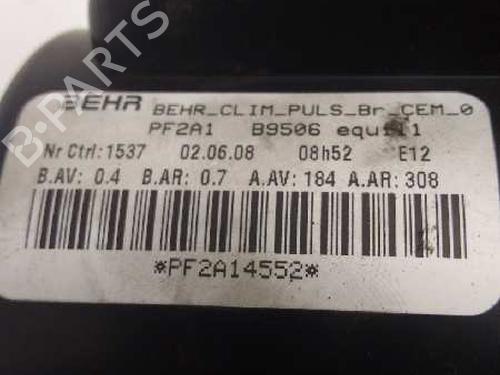 B-PARTS
BEHR BEHR_CLIM_PULS_Br_CEM_0
PF2A1 B9506 equil1
Nr Ctrl:1537 02.06.08 08h52 E12
B.AV: 0.4 B.AR: 0.7 A.AV: 184 A.AR: 308
*PF2A14552*